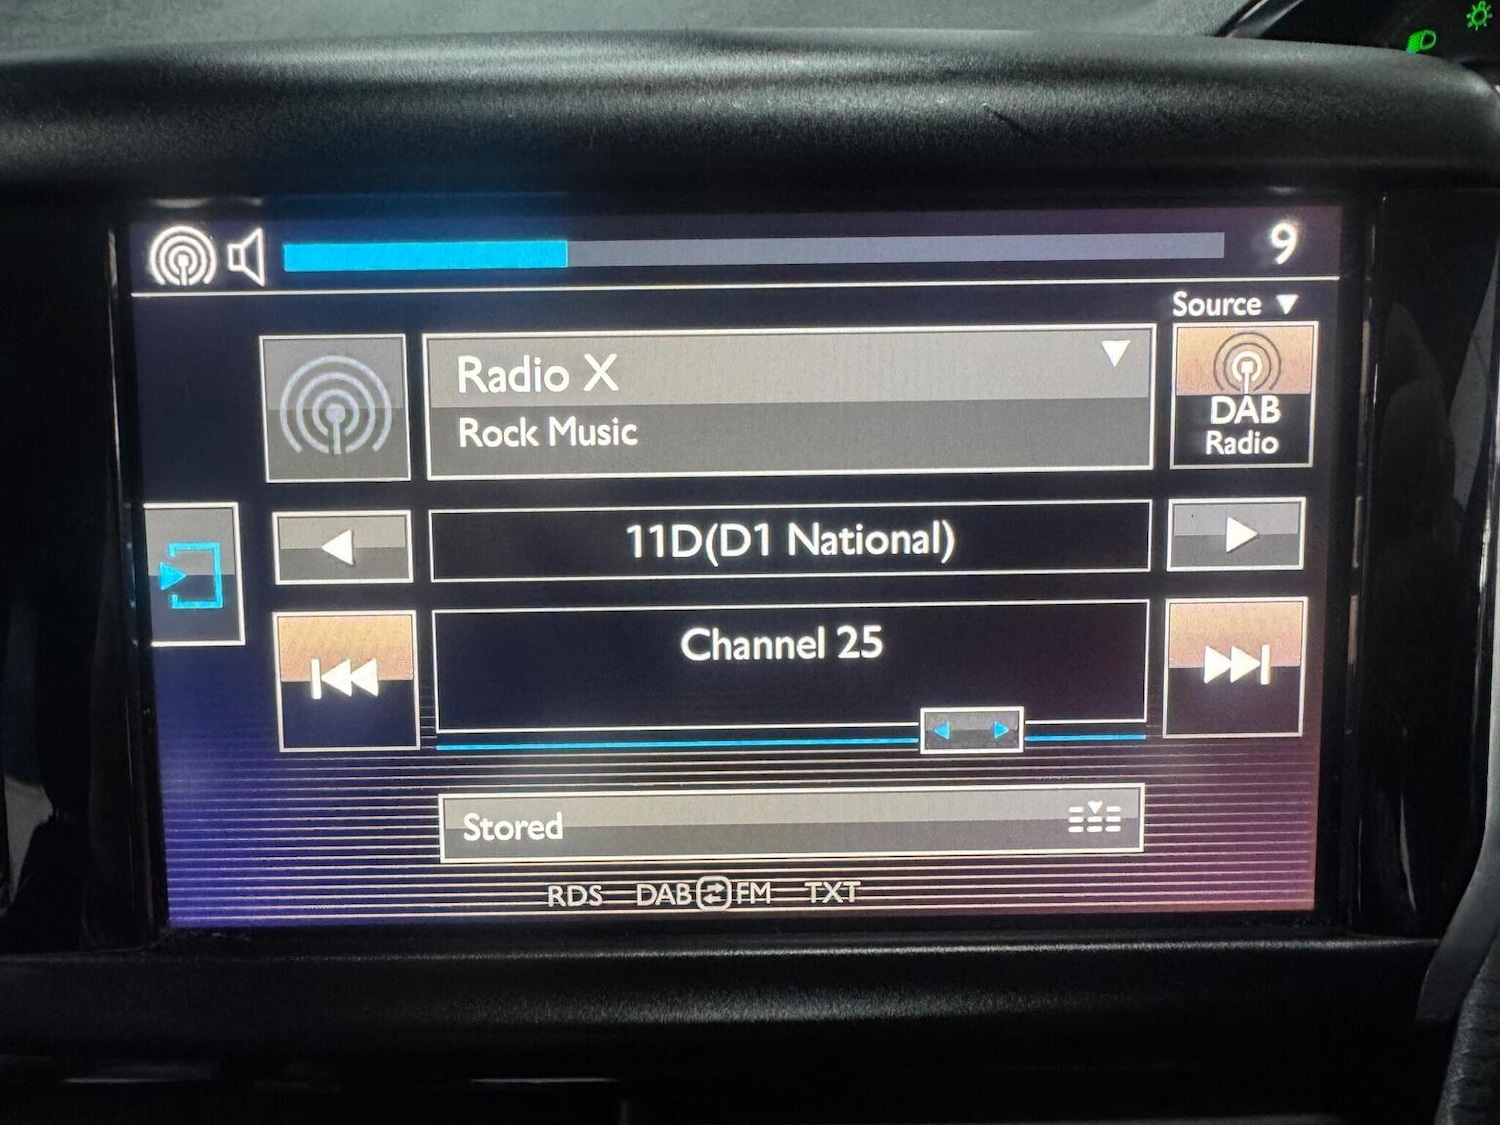 9
Source
Radio X
Rock Music
DAB
Radio
11D(D1 National)
Channel 25
Stored
RDS DAB FM TXT